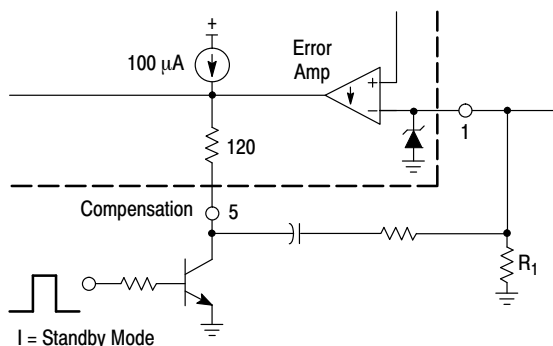 +
100 μA
Error
Amp
+
−
1
120
Compensation
5
R1
I = Standby Mode